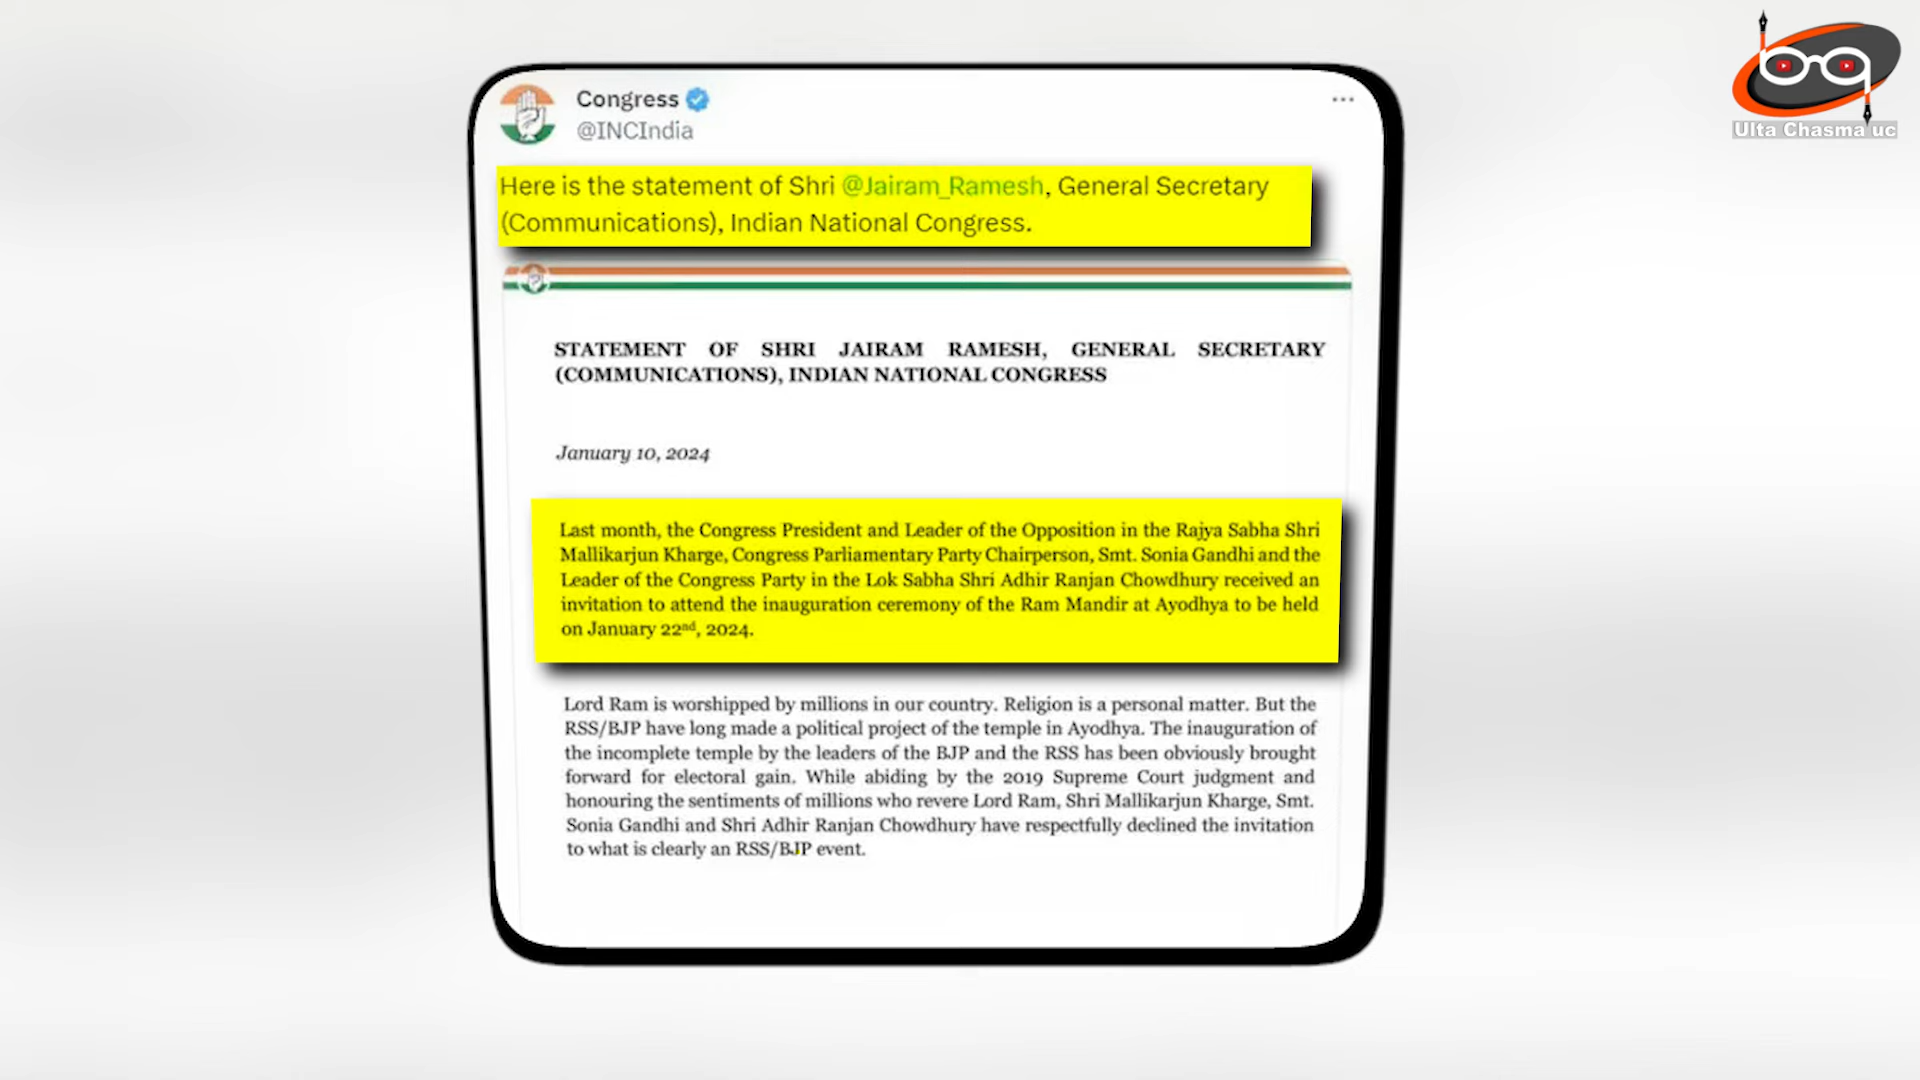 Congress
@INCIndia
Here is the statement of Shri @Jairam_Ramesh, General Secretary
(Communications), Indian National Congress.
STATEMENT OF SHRI JAIRAM RAMESH, GENERAL SECRETARY
(COMMUNICATIONS), INDIAN NATIONAL CONGRESS
January 10, 2024
Last month, the Congress President and Leader of the Opposition in the Rajya Sabha Shri
Mallikarjun Kharge, Congress Parliamentary Party Chairperson, Smt. Sonia Gandhi and the
Leader of the Congress Party in the Lok Sabha Shri Adhir Ranjan Chowdhury received an
invitation to attend the inauguration ceremony of the Ram Mandir at Ayodhya to be held
on January 22nd, 2024.
Lord Ram is worshipped by millions in our country. Religion is a personal matter. But the
RSS/BJP have long made a political project of the temple in Ayodhya. The inauguration of
the incomplete temple by the leaders of the BJP and the RSS has been obviously brought
forward for electoral gain. While abiding by the 2019 Supreme Court judgment and
honouring the sentiments of millions who revere Lord Ram, Shri Mallikarjun Kharge, Smt.
Sonia Gandhi and Shri Adhir Ranjan Chowdhury have respectfully declined the invitation
to what is clearly an RSS/BJP event.
Ulta Chasma uc